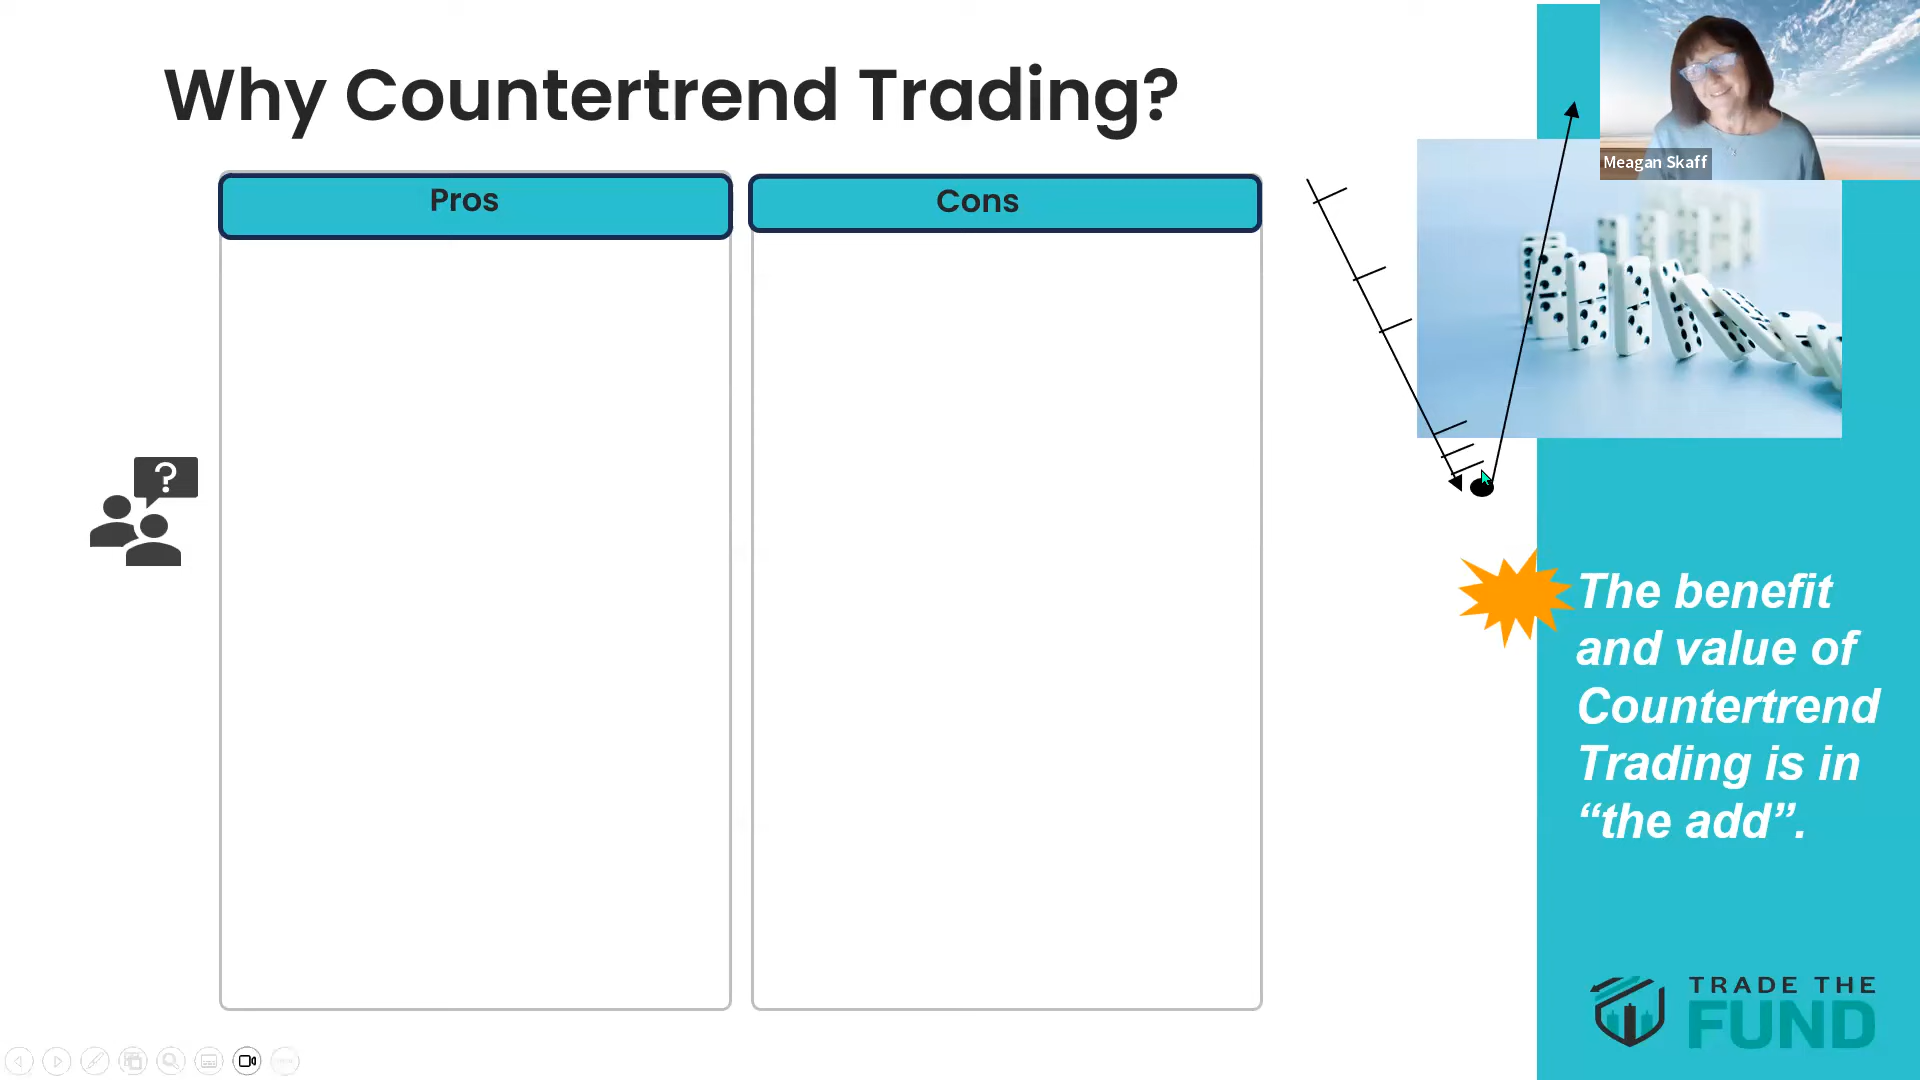 Why Countertrend Trading?
Meagan Skaff
Pros
Cons
?
The benefit
and value of
Countertrend
Trading is in
“the add”.
TRADE THE
FUND